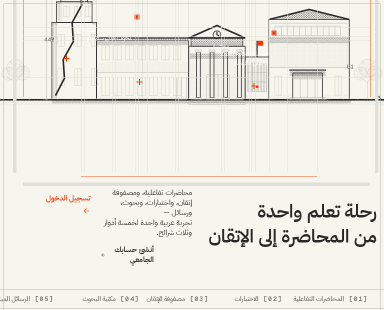 رحلة تعلم واحدة
من المحاضرة إلى الإتقان
محاضرات تفاعلية، ومصفوفة
إتقان، واختبارات، وبحوث،
ورسائل —
تجربة عربية واحدة لخمسة أدوار
وثلاث شرائح.
تسجيل الدخول
←
أنشئ حسابك
الجامعي
←
[01] المحاضرات التفاعلية [02] الاختبارات [03] مصفوفة الإتقان [04] مكتبة البحوث [05] الرسائل